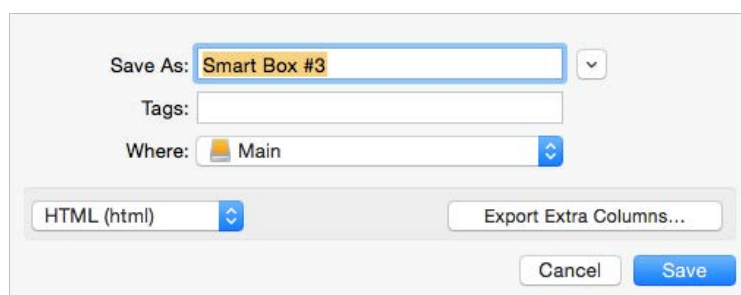 Save As: Smart Box #3
Tags:
Where: Main
HTML (html) Export Extra Columns...
Cancel Save